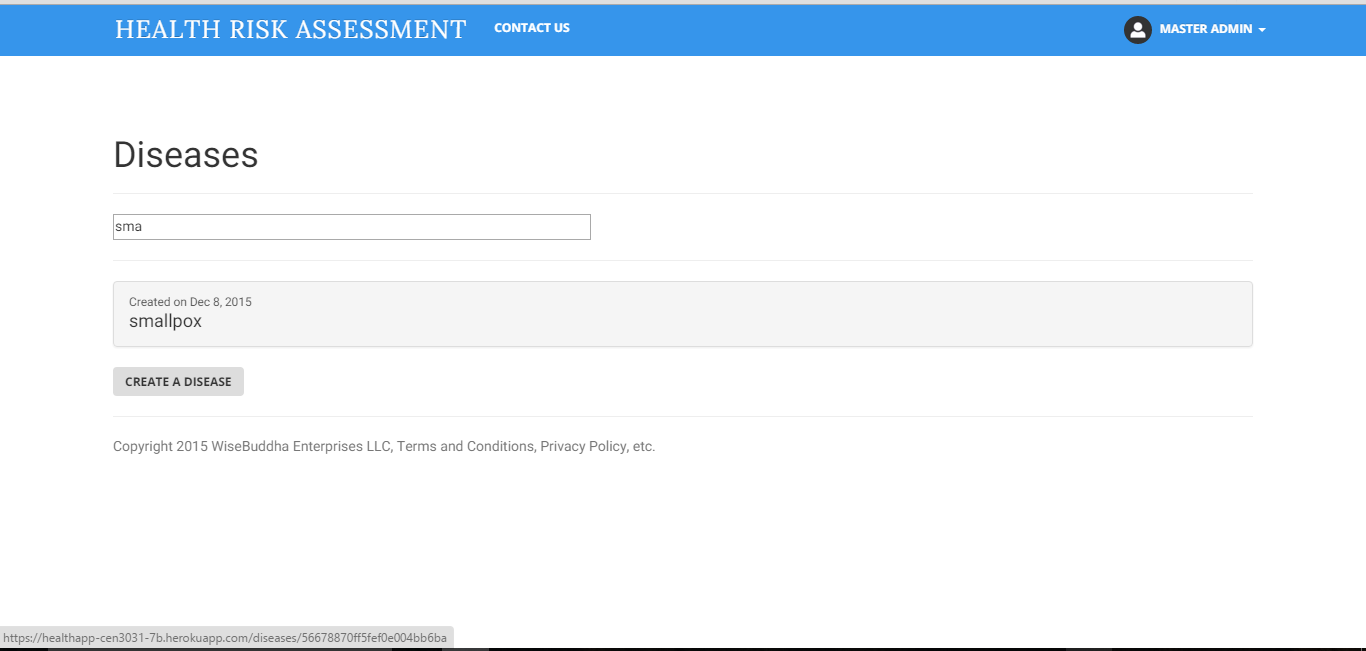 HEALTH RISK ASSESSMENT CONTACT US MASTER ADMIN
Diseases
sma
Created on Dec 8, 2015
smallpox
CREATE A DISEASE
Copyright 2015 WiseBuddha Enterprises LLC, Terms and Conditions, Privacy Policy, etc.
https://healthapp-cen3031-7b.herokuapp.com/diseases/56678870ff5fef0e004bb6ba